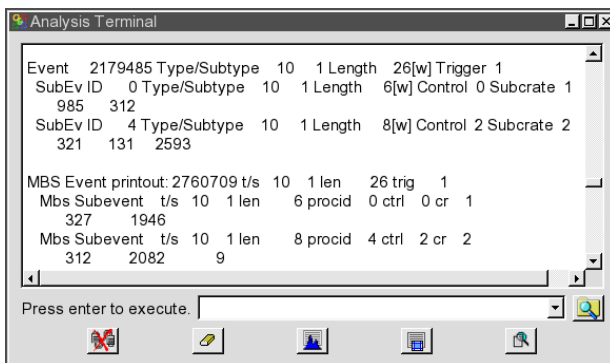 Analysis Terminal
Event 2179485 Type/Subtype 10 1 Length 26[w] Trigger 1
SubEv ID 0 Type/Subtype 10 1 Length 6[w] Control 0 Subcrate 1
985 312
SubEv ID 4 Type/Subtype 10 1 Length 8[w] Control 2 Subcrate 2
321 131 2593
MBS Event printout: 2760709 t/s 10 1 len 26 trig 1
Mbs Subevent t/s 10 1 len 6 procid 0 ctrl 0 cr 1
327 1946
Mbs Subevent t/s 10 1 len 8 procid 4 ctrl 2 cr 2
312 2082 9
Press enter to execute.